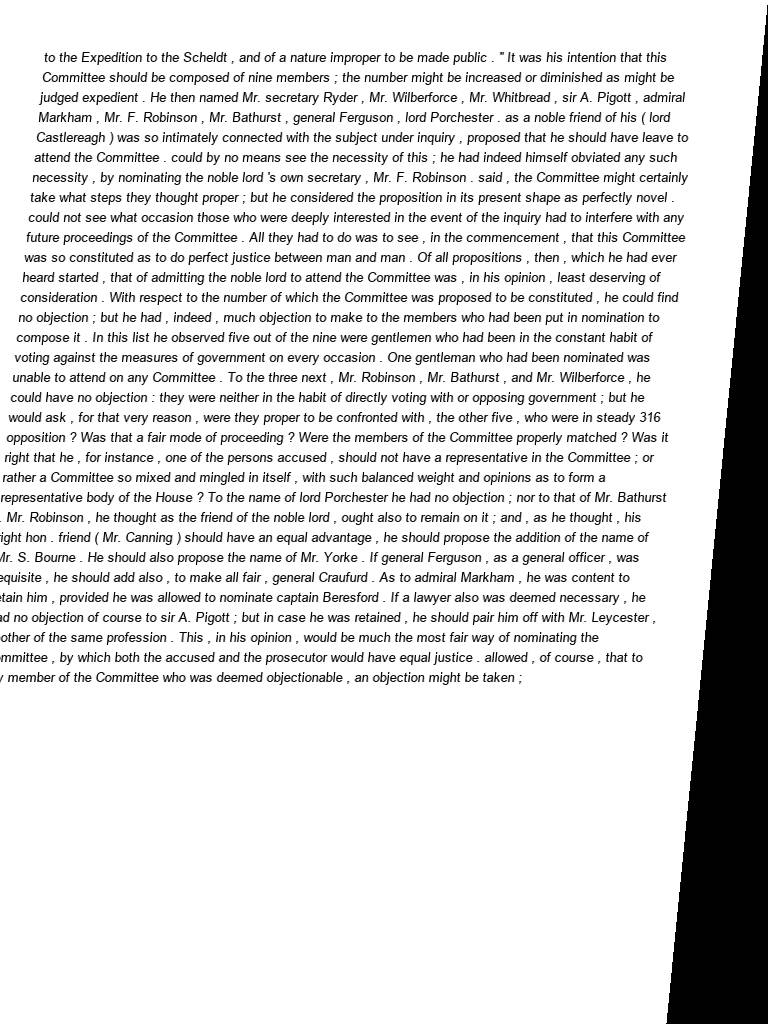 to the Expedition to the Scheldt , and of a nature improper to be made public . " It was his intention that this
Committee should be composed of nine members ; the number might be increased or diminished as might be
judged expedient . He then named Mr. secretary Ryder , Mr. Wilberforce , Mr. Whitbread , sir A. Pigott , admiral
Markham , Mr. F. Robinson , Mr. Bathurst , general Ferguson , lord Porchester . as a noble friend of his ( lord
Castlereagh ) was so intimately connected with the subject under inquiry , proposed that he should have leave to
attend the Committee . could by no means see the necessity of this ; he had indeed himself obviated any such
necessity , by nominating the noble lord 's own secretary , Mr. F. Robinson . said , the Committee might certainly
take what steps they thought proper ; but he considered the proposition in its present shape as perfectly novel .
could not see what occasion those who were deeply interested in the event of the inquiry had to interfere with any
future proceedings of the Committee . All they had to do was to see , in the commencement , that this Committee
was so constituted as to do perfect justice between man and man . Of all propositions , then , which he had ever
heard started , that of admitting the noble lord to attend the Committee was , in his opinion , least deserving of
consideration . With respect to the number of which the Committee was proposed to be constituted , he could find
no objection ; but he had , indeed , much objection to make to the members who had been put in nomination to
compose it . In this list he observed five out of the nine were gentlemen who had been in the constant habit of
voting against the measures of government on every occasion . One gentleman who had been nominated was
unable to attend on any Committee . To the three next , Mr. Robinson , Mr. Bathurst , and Mr. Wilberforce , he
could have no objection : they were neither in the habit of directly voting with or opposing government ; but he
would ask , for that very reason , were they proper to be confronted with , the other five , who were in steady 316
opposition ? Was that a fair mode of proceeding ? Were the members of the Committee properly matched ? Was it
right that he , for instance , one of the persons accused , should not have a representative in the Committee ; or
rather a Committee so mixed and mingled in itself , with such balanced weight and opinions as to form a
representative body of the House ? To the name of lord Porchester he had no objection ; nor to that of Mr. Bathurst
. Mr. Robinson , he thought as the friend of the noble lord , ought also to remain on it ; and , as he thought , his
right hon . friend ( Mr. Canning ) should have an equal advantage , he should propose the addition of the name of
Mr. S. Bourne . He should also propose the name of Mr. Yorke . If general Ferguson , as a general officer , was
equisite , he should add also , to make all fair , general Craufurd . As to admiral Markham , he was content to
etain him , provided he was allowed to nominate captain Beresford . If a lawyer also was deemed necessary , he
ad no objection of course to sir A. Pigott ; but in case he was retained , he should pair him off with Mr. Leycester ,
other of the same profession . This , in his opinion , would be much the most fair way of nominating the
ommittee , by which both the accused and the prosecutor would have equal justice . allowed , of course , that to
y member of the Committee who was deemed objectionable , an objection might be taken ;